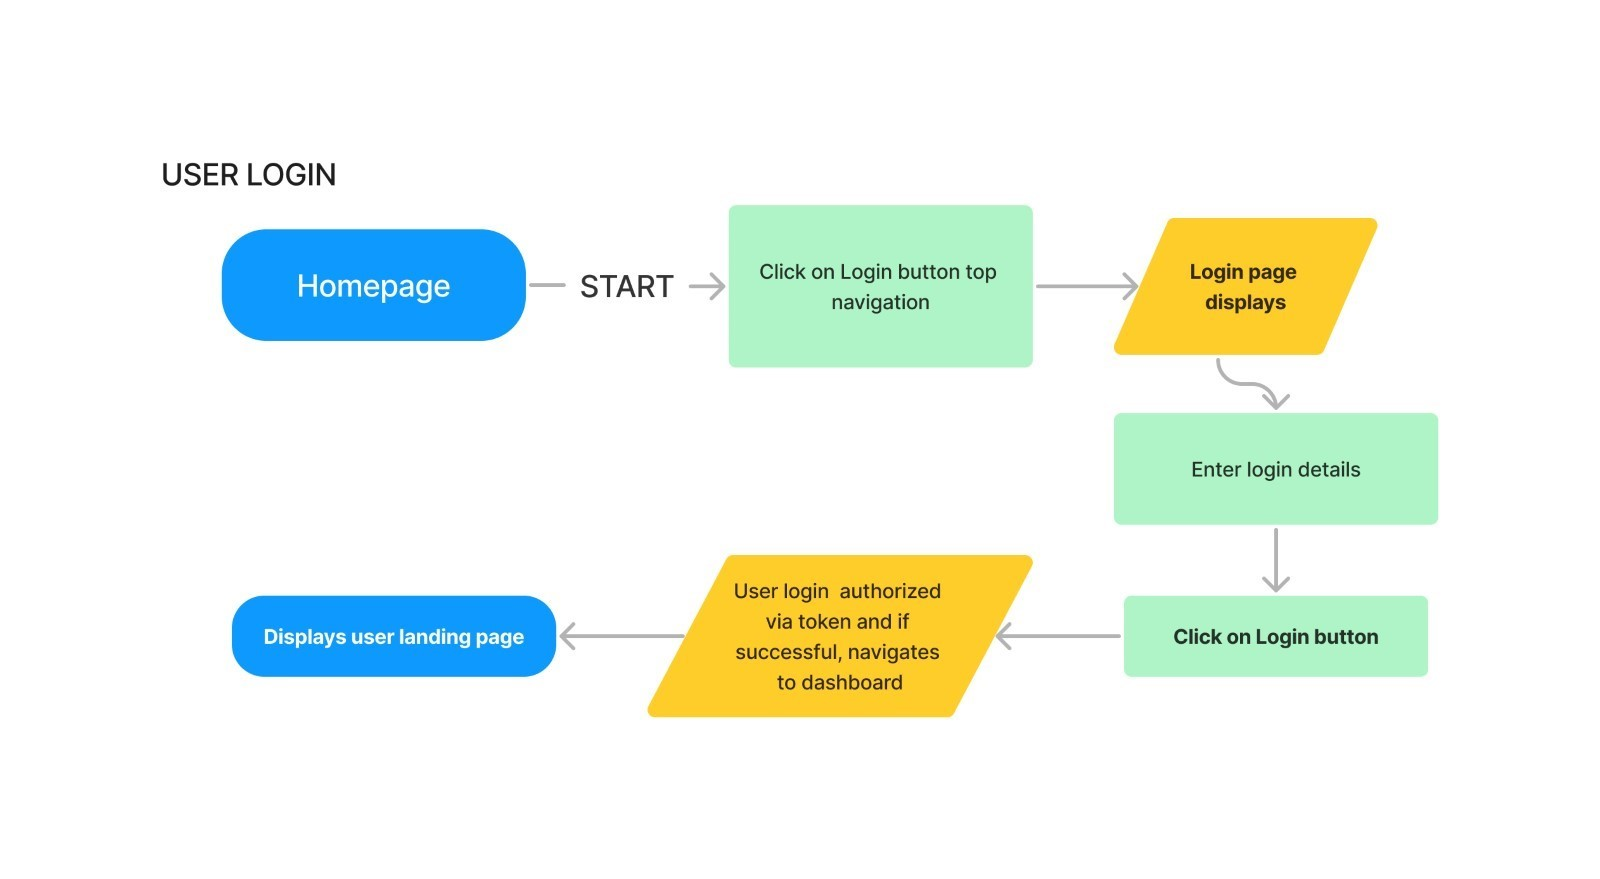 USER LOGIN
Homepage
START
Click on Login button top
navigation
Login page
displays
Enter login details
Click on Login button
User login  authorized
via token and if
successful, navigates
to dashboard
Displays user landing page